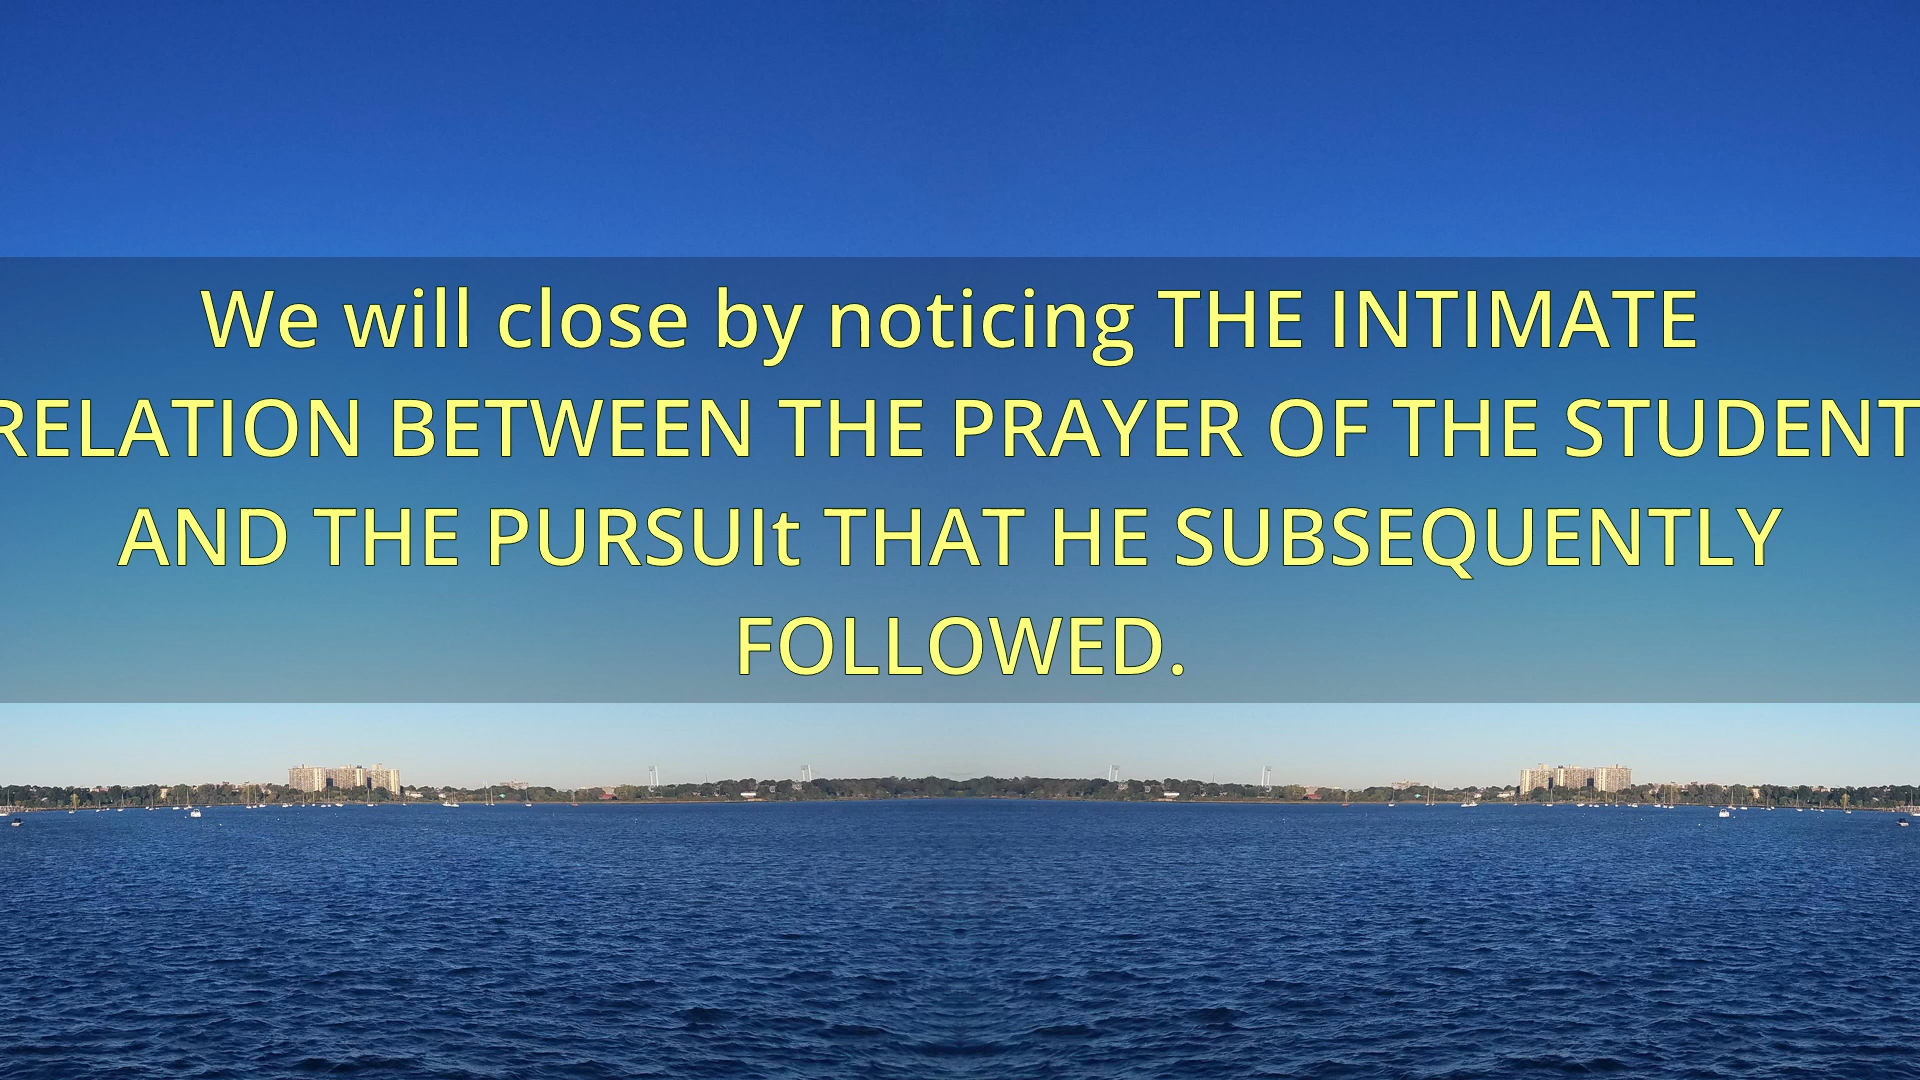 We will close by noticing THE INTIMATE
RELATION BETWEEN THE PRAYER OF THE STUDENT
AND THE PURSUIt THAT HE SUBSEQUENTLY
FOLLOWED.